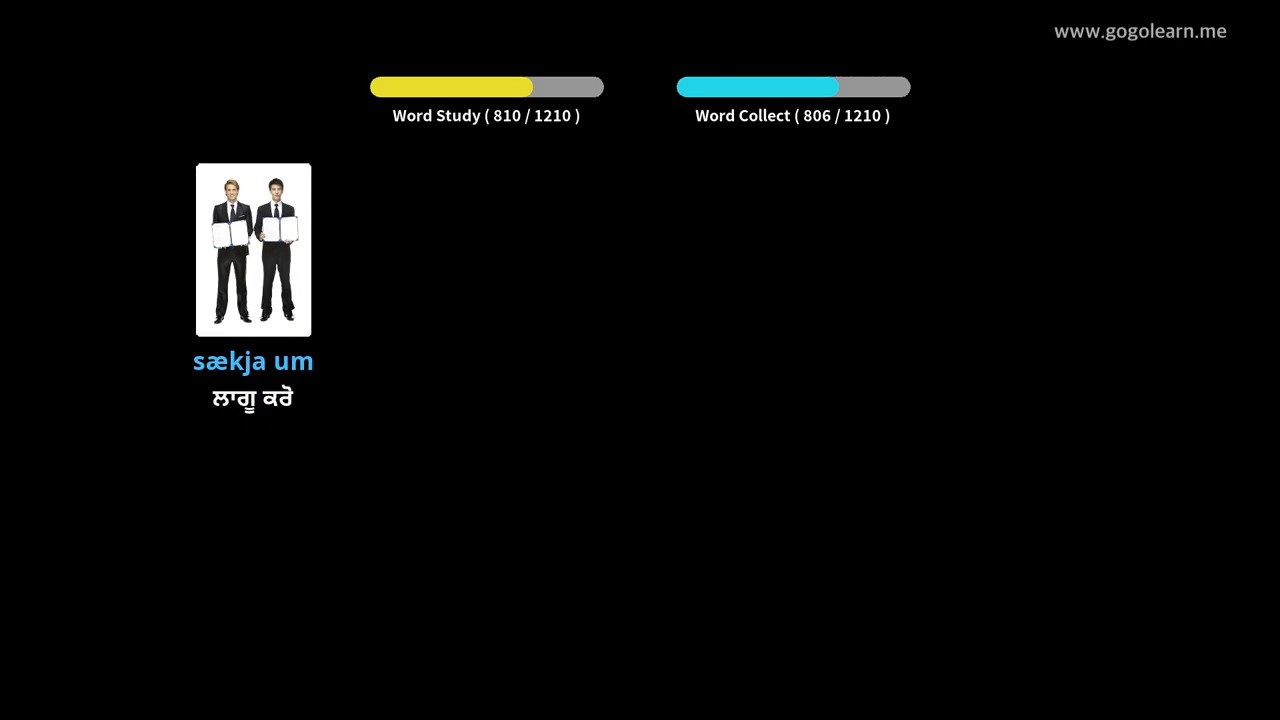 www.gogolearn.me
Word Study ( 810 / 1210 )
Word Collect ( 806 / 1210 )
sækja um
ਲਾਗੂ ਕਰੋ